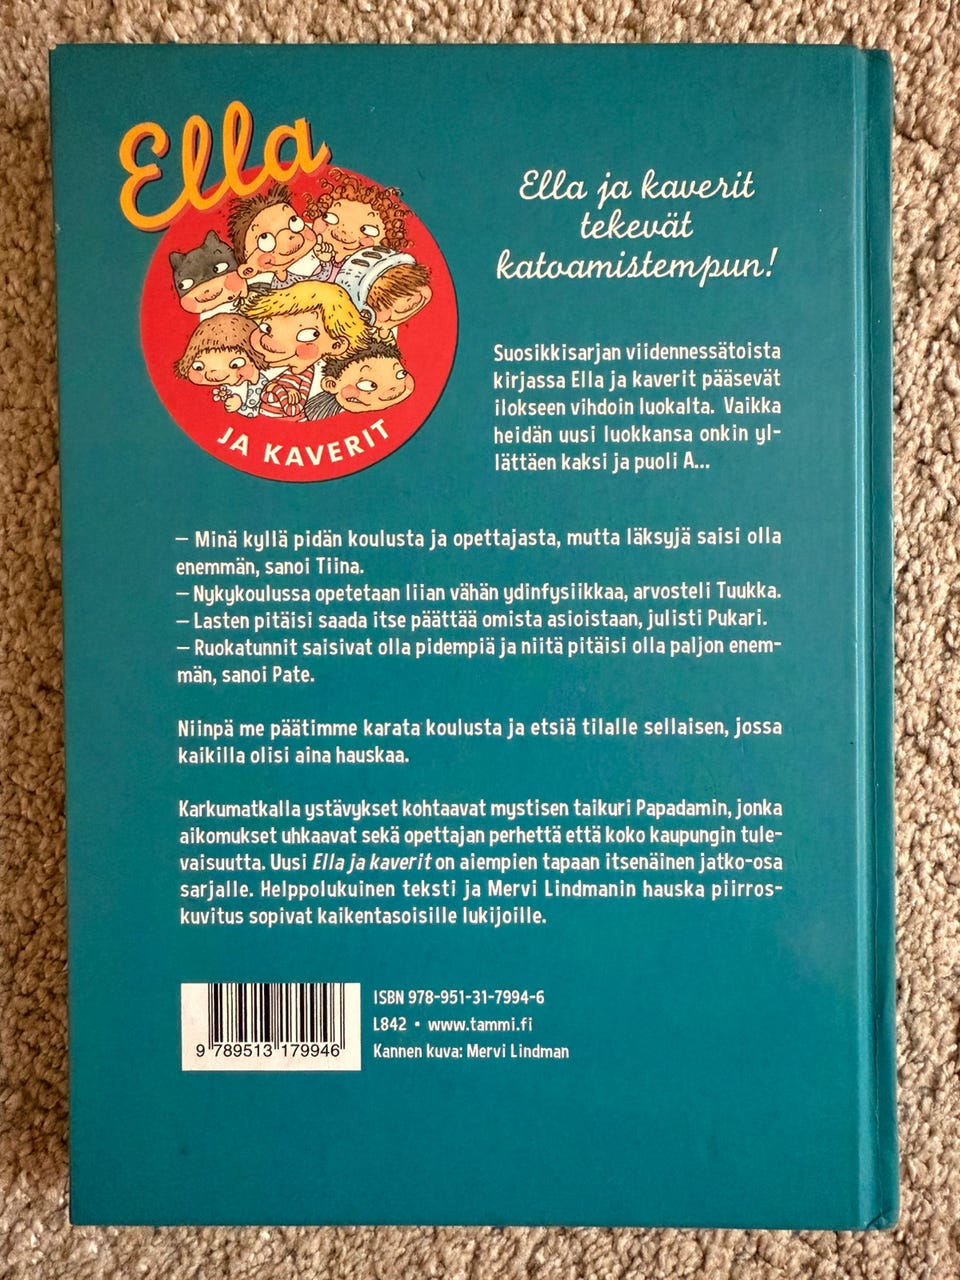 Ella
JA KAVERIT
Ella ja kaverit
tekevät
katoamistempun!
Suosikkisarjan viidennessätoista
kirjassa Ella ja kaverit pääsevät
ilokseen vihdoin luokalta. Vaikka
heidän uusi luokkansa onkin yl-
lättäen kaksi ja puoli A...
– Minä kyllä pidän koulusta ja opettajasta, mutta läksyjä saisi olla
enemmän, sanoi Tiina.
– Nykykoulussa opetetaan liian vähän ydinfysiikkaa, arvosteli Tuukka.
– Lasten pitäisi saada itse päättää omista asioistaan, julisti Pukari.
– Ruokatunnit saisivat olla pidempiä ja niitä pitäisi olla paljon enem-
män, sanoi Pate.
Niinpä me päätimme karata koulusta ja etsiä tilalle sellaisen, jossa
kaikilla olisi aina hauskaa.
Karkumatkalla ystävykset kohtaavat mystisen taikuri Papadamin, jonka
aikomukset uhkaavat sekä opettajan perhettä että koko kaupungin tule-
vaisuutta. Uusi Ella ja kaverit on aiempien tapaan itsenäinen jatko-osa
sarjalle. Helppolukuinen teksti ja Mervi Lindmanin hauska piirros-
kuvitus sopivat kaikentasoisille lukijoille.
9 789513 179946
ISBN 978-951-31-7994-6
L842 • www.tammi.fi
Kannen kuva: Mervi Lindman